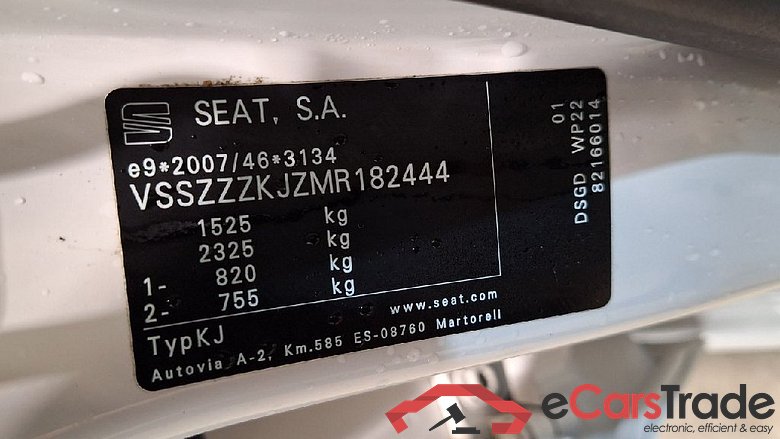 SEAT, S.A.
e9*2007/46*3134
VSSZZZKJZMR182444
1525 kg
2325 kg
1- 820 kg
2- 755 kg
TypKJ
www.seat.com
Autovia A-2, Km.585 ES-08760 Martorell
01
DSGD WP22
82166014
eCarsTrade
electronic, efficient & easy